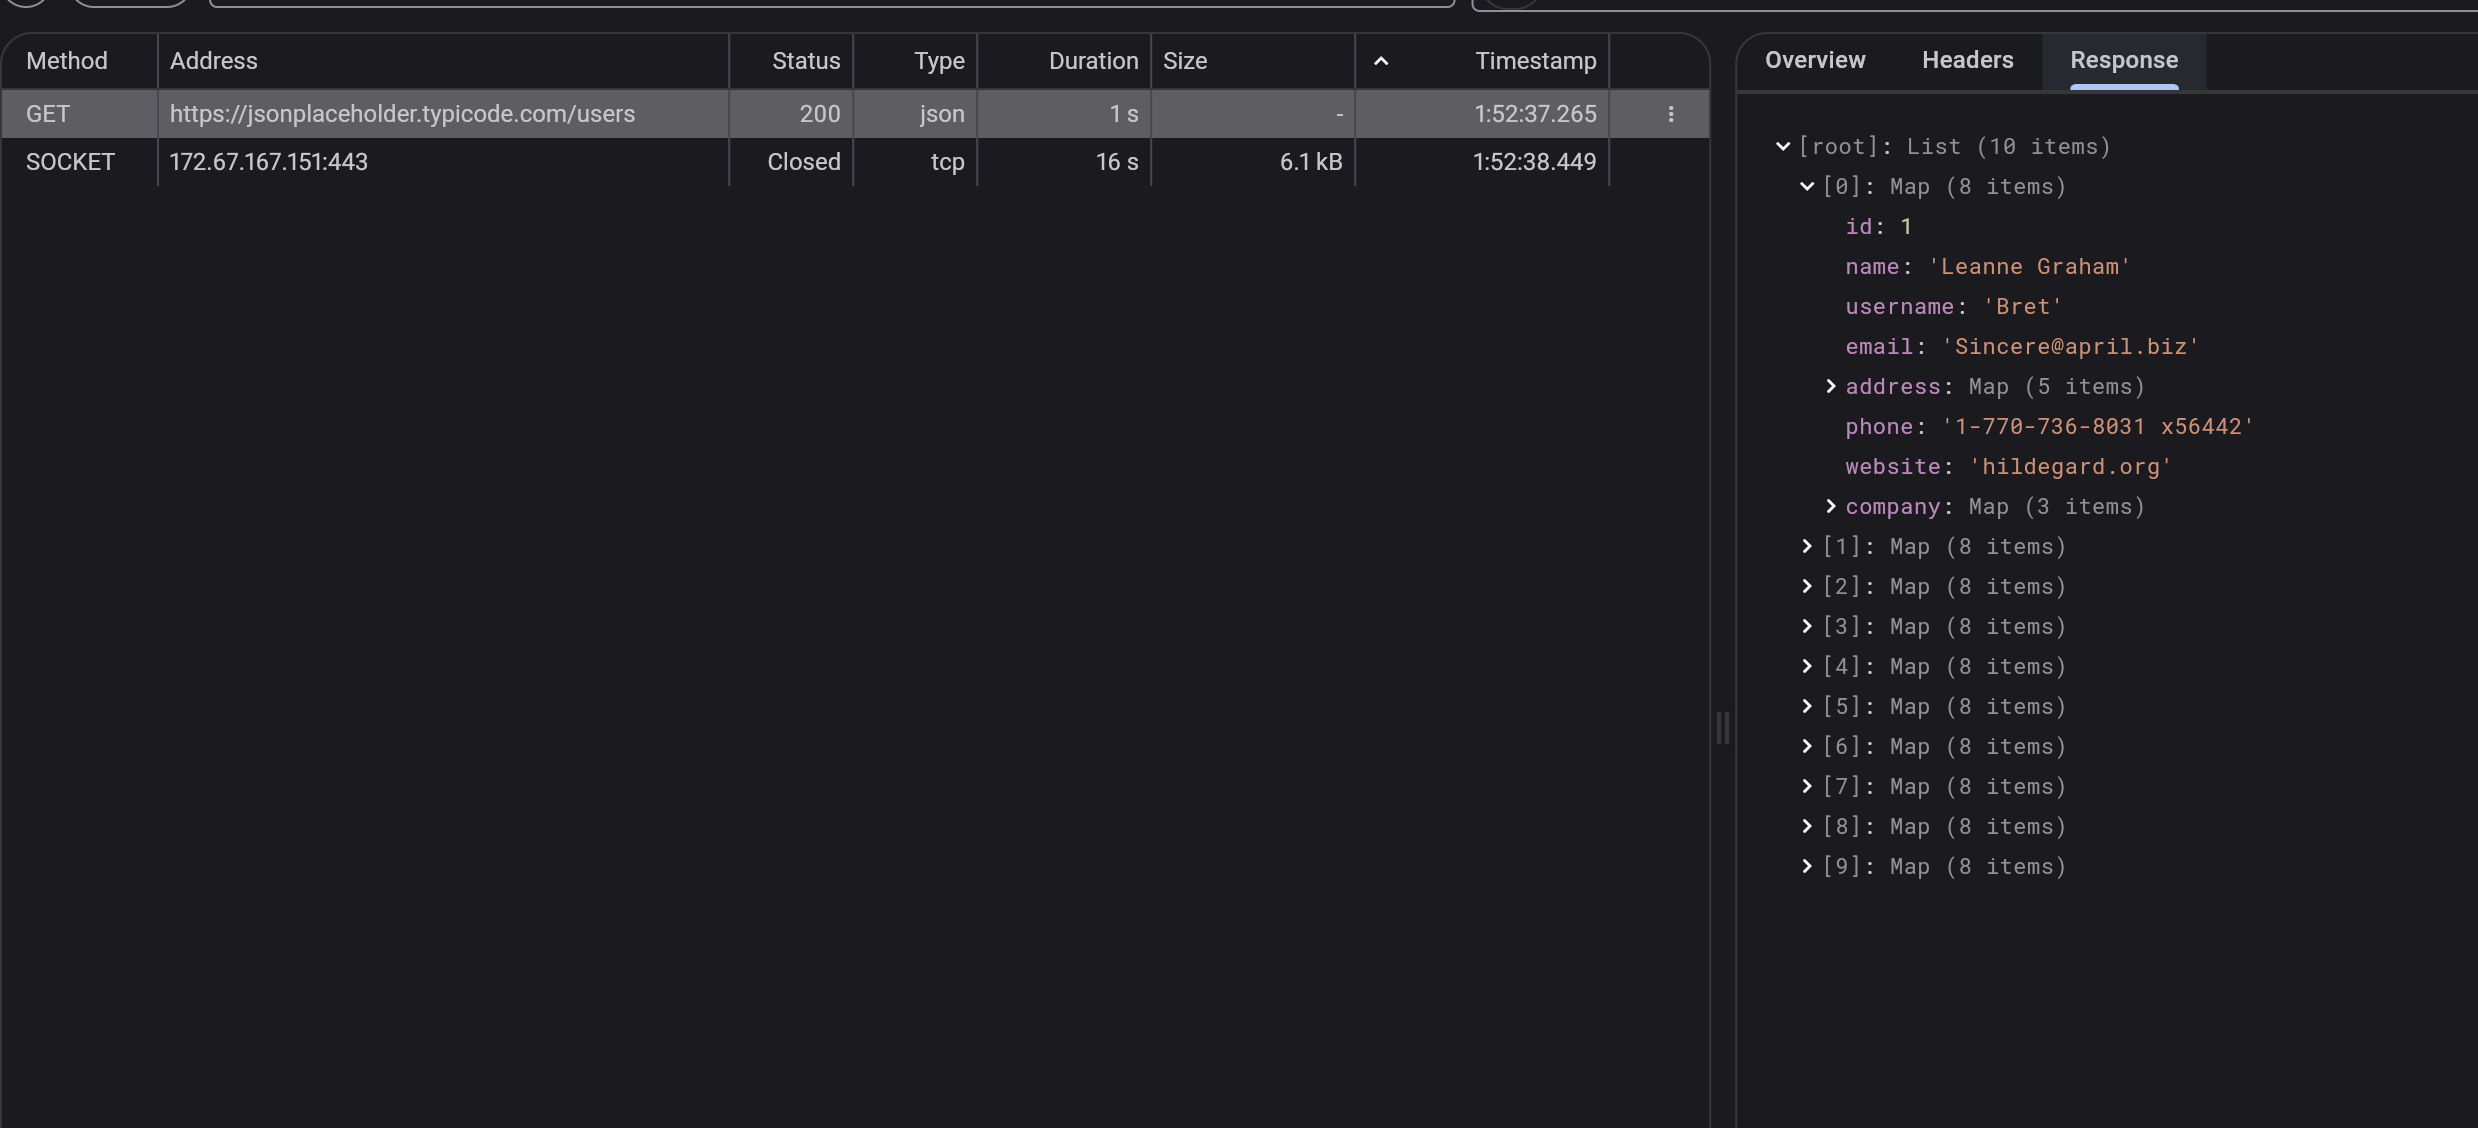 Method Address Status Type Duration Size Timestamp
GET https://jsonplaceholder.typicode.com/users 200 json 1 s - 1:52:37.265
SOCKET 172.67.167.151:443 Closed tcp 16 s 6.1 kB 1:52:38.449
Overview Headers Response
[root]: List (10 items)
[0]: Map (8 items)
id: 1
name: 'Leanne Graham'
username: 'Bret'
email: 'Sincere@april.biz'
address: Map (5 items)
phone: '1-770-736-8031 x56442'
website: 'hildegard.org'
company: Map (3 items)
[1]: Map (8 items)
[2]: Map (8 items)
[3]: Map (8 items)
[4]: Map (8 items)
[5]: Map (8 items)
[6]: Map (8 items)
[7]: Map (8 items)
[8]: Map (8 items)
[9]: Map (8 items)